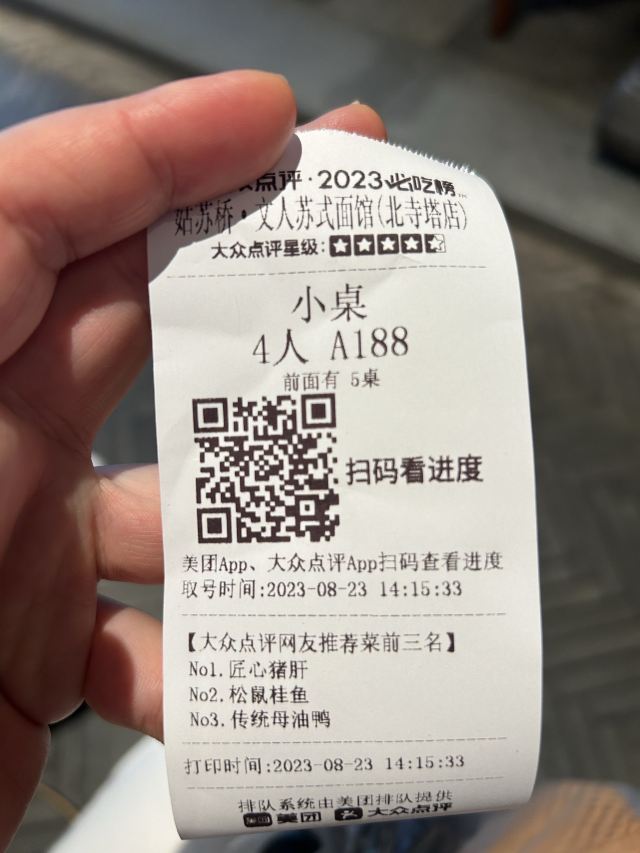 点评·2023必吃榜
姑苏桥·文人苏式面馆(北寺塔店)
大众点评星级:
小桌
4人 A188
前面有 5桌
扫码看进度
美团App、大众点评App扫码查看进度
取号时间:2023-08-23 14:15:33
【大众点评网友推荐菜前三名】
No1.匠心猪肝
No2.松鼠桂鱼
No3.传统母油鸭
打印时间:2023-08-23 14:15:33
排队系统由美团排队提供
美团 美团 大众点评